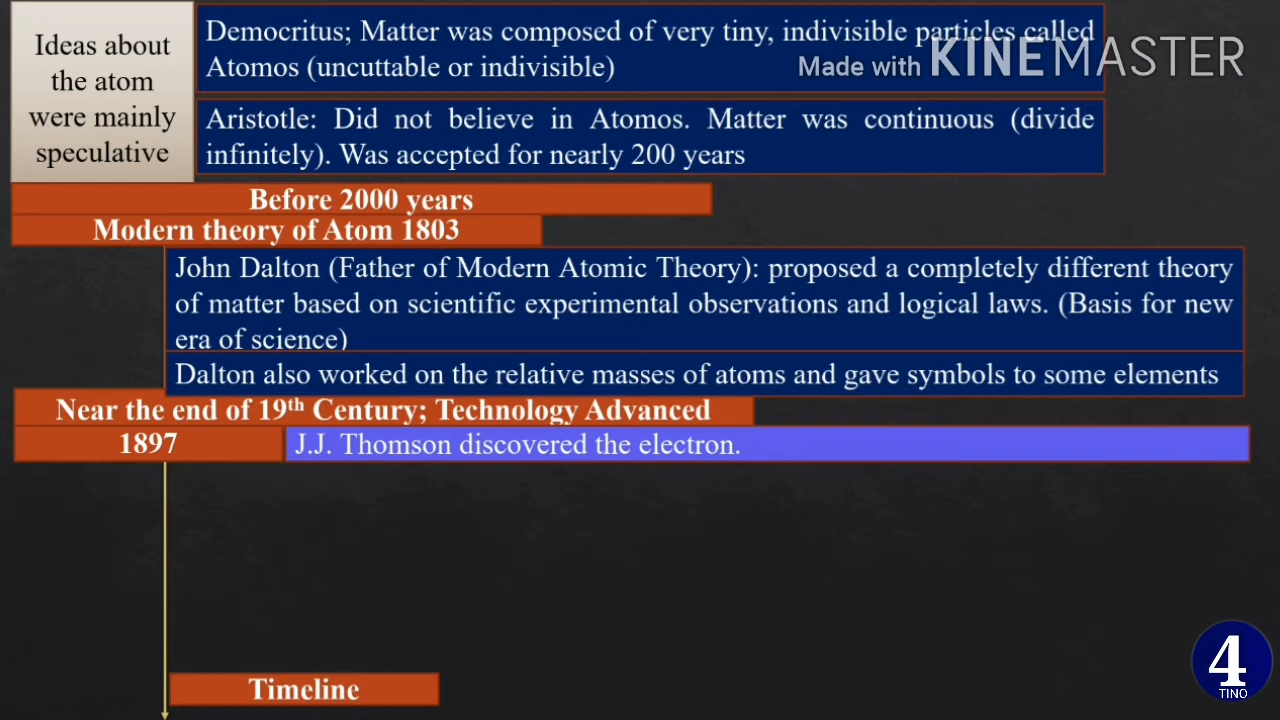 Ideas about
the atom
were mainly
speculative
Democritus; Matter was composed of very tiny, indivisible particles called
Atomos (uncuttable or indivisible)
Made with KINEMASTER
Aristotle: Did not believe in Atomos. Matter was continuous (divide
infinitely). Was accepted for nearly 200 years
Before 2000 years
Modern theory of Atom 1803
John Dalton (Father of Modern Atomic Theory): proposed a completely different theory
of matter based on scientific experimental observations and logical laws. (Basis for new
era of science)
Dalton also worked on the relative masses of atoms and gave symbols to some elements
Near the end of 19th Century; Technology Advanced
1897
J.J. Thomson discovered the electron.
Timeline
4
TINO